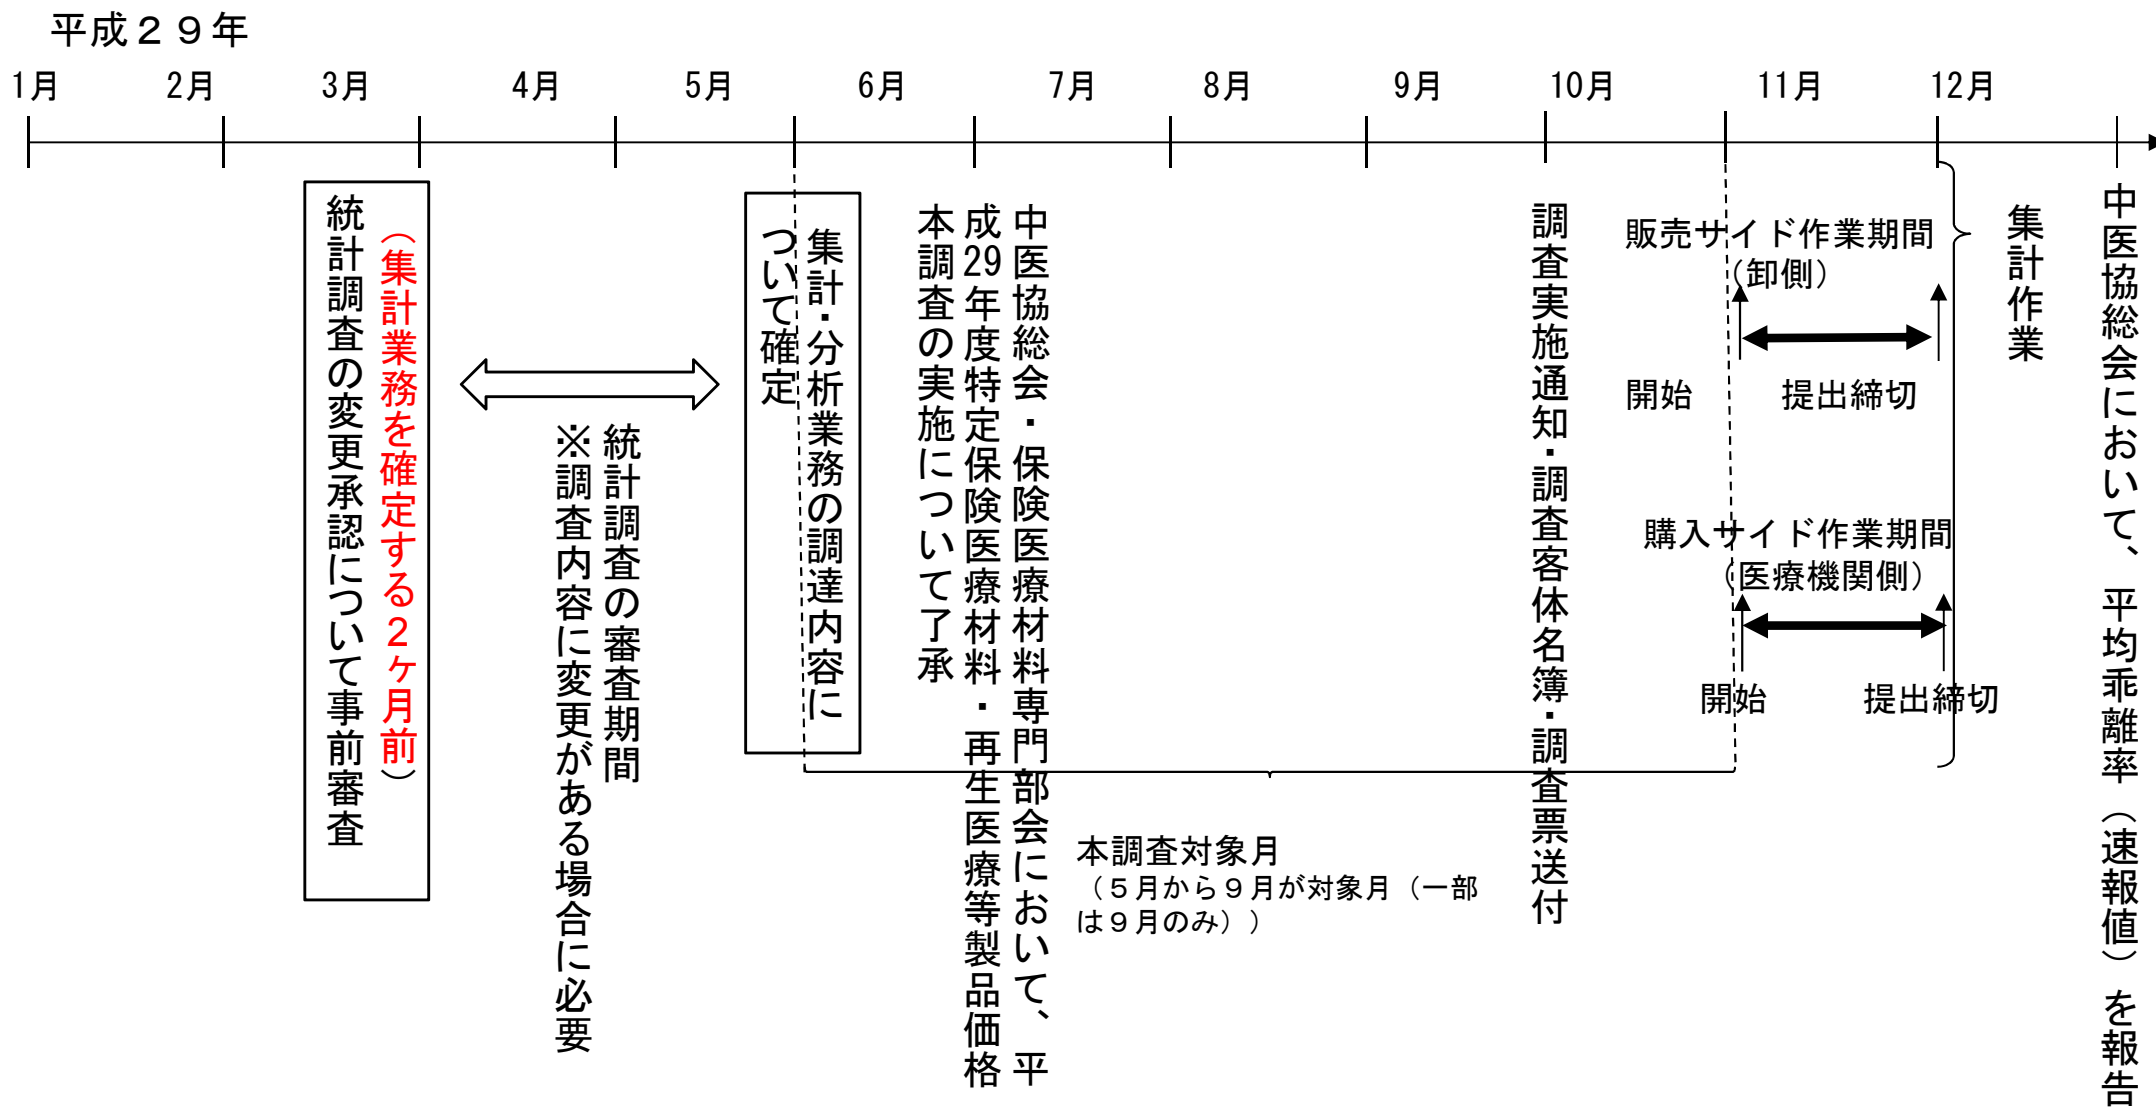 平成２９年
1月
2月
3月
4月
5月
6月
7月
8月
9月
10月
11月
12月
統計調査の変更承認について事前審査
（集計業務を確定する２ヶ月前）
統計調査の審査期間
※調査内容に変更がある場合に必要
集計・分析業務の調達内容に
ついて確定
中医協総会・保険医療材料専門部会において、平
成29年度特定保険医療材料・再生医療等製品価格
本調査の実施について了承
本調査対象月
（５月から９月が対象月（一部
は９月のみ））
調査実施通知・調査客体名簿・調査票送付
販売サイド作業期間
（卸側）
開始
提出締切
購入サイド作業期間
（医療機関側）
開始
提出締切
集計作業
中医協総会において、平均乖離率（速報値）を報告